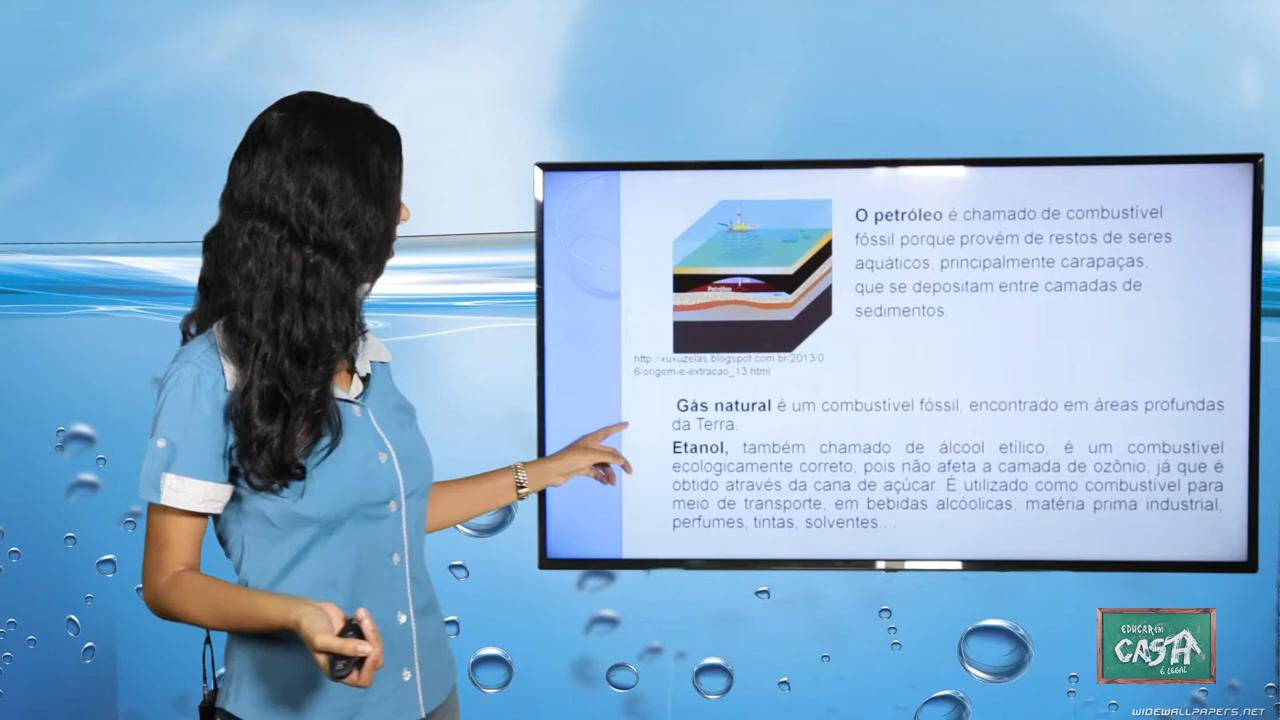 O petróleo é chamado de combustível
fóssil porque provém de restos de seres
aquáticos, principalmente carapaças,
que se depositam entre camadas de
sedimentos.
Petróleo
http://xuxuzelas.blogspot.com.br/2013/0
6/origem-e-extracao_13.html
Gás natural é um combustível fóssil, encontrado em áreas profundas
da Terra.
Etanol, também chamado de álcool etílico, é um combustível
ecologicamente correto, pois não afeta a camada de ozônio, já que é
obtido através da cana de açúcar. É utilizado como combustível para
meio de transporte, em bebidas alcóolicas, matéria prima industrial,
perfumes, tintas, solventes....
EDUCAR EM
CASA
É LEGAL
WIDEWALLPAPERS.NET